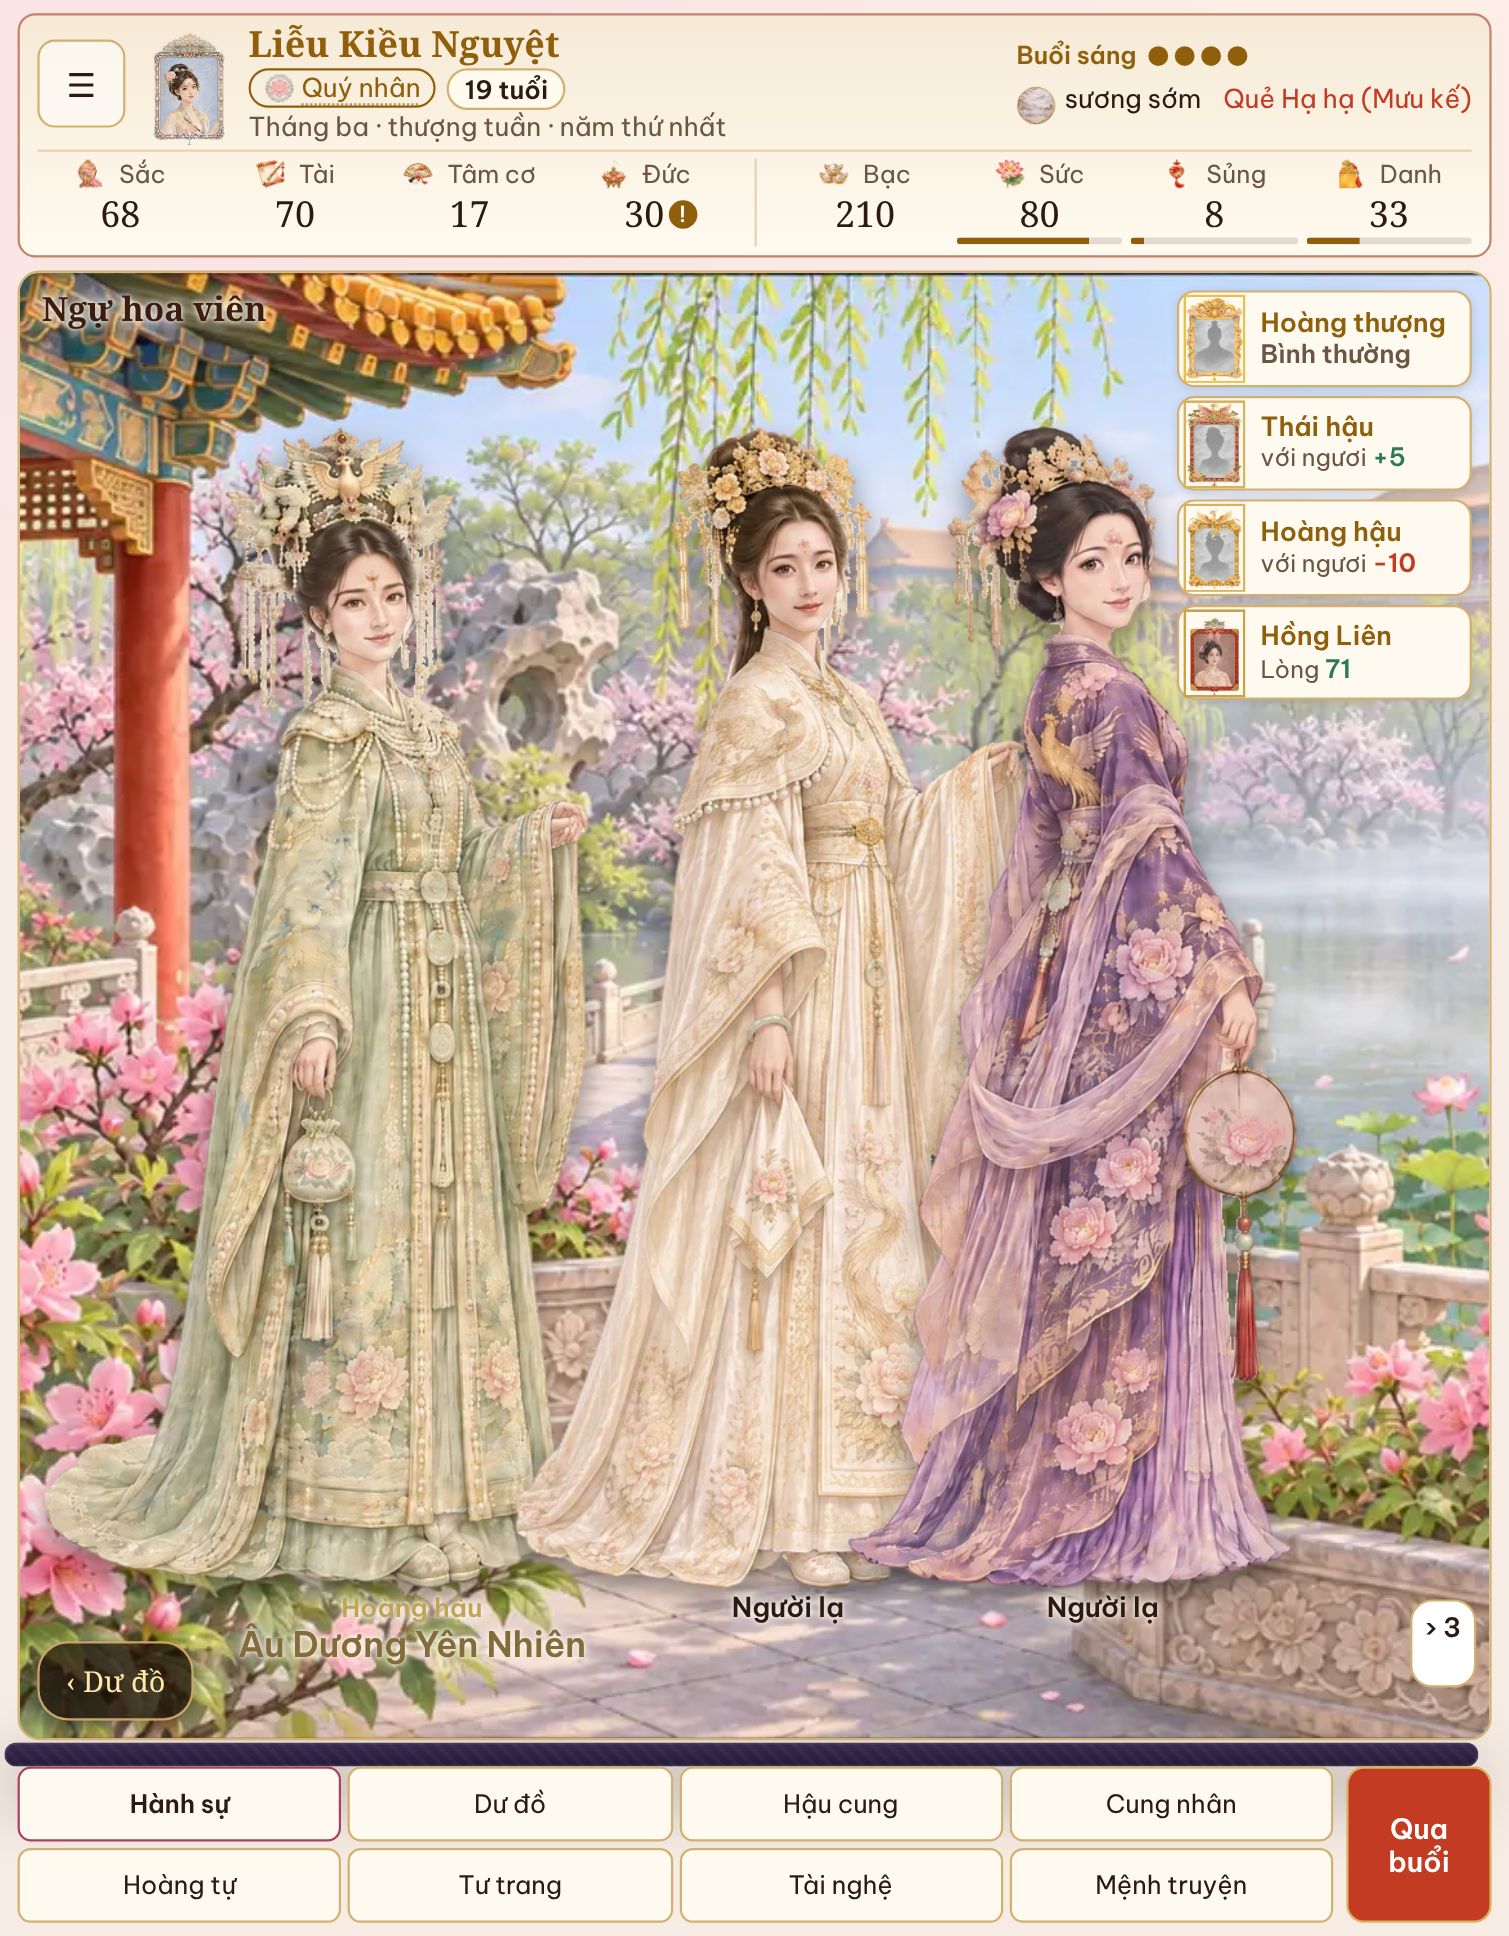 ☰
Liễu Kiều Nguyệt
Quý nhân
19 tuổi
Tháng ba · thượng tuần · năm thứ nhất
Buổi sáng
sương sớm Quẻ Hạ hạ (Mưu kế)
Sắc Tài Tâm cơ Đức Bạc Sức Sủng Danh
68 70 17 30 ! 210 80 8 33
Ngự hoa viên
Hoàng thượng
Bình thường
Thái hậu
với ngươi +5
Hoàng hậu
với ngươi -10
Hồng Liên
Lòng 71
Hoàng hậu
Âu Dương Yên Nhiên
Người lạ
Người lạ
› 3
‹ Dư đồ
Hành sự Dư đồ Hậu cung Cung nhân
Hoàng tự Tư trang Tài nghệ Mệnh truyện
Qua
buổi